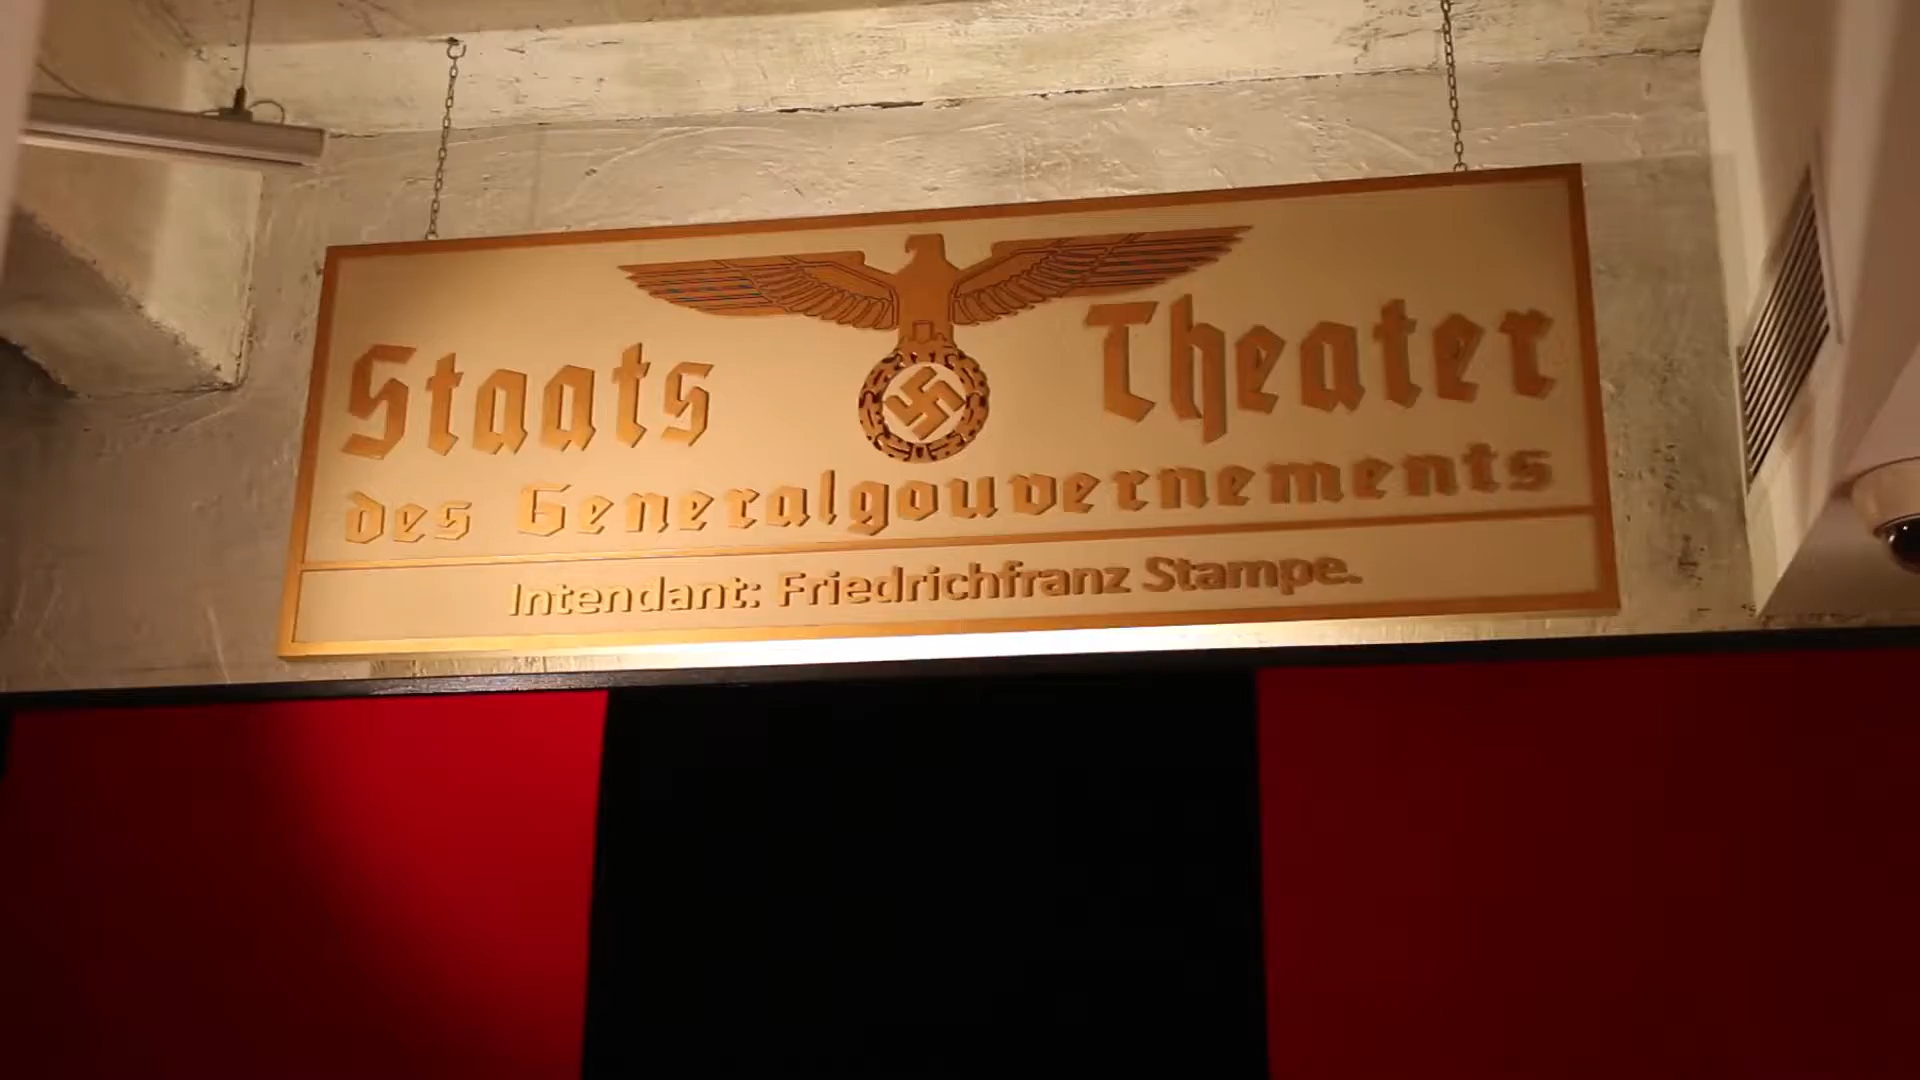 Staats Theater
des Generalgouvernements
Intendant: Friedrichfranz Stampe.